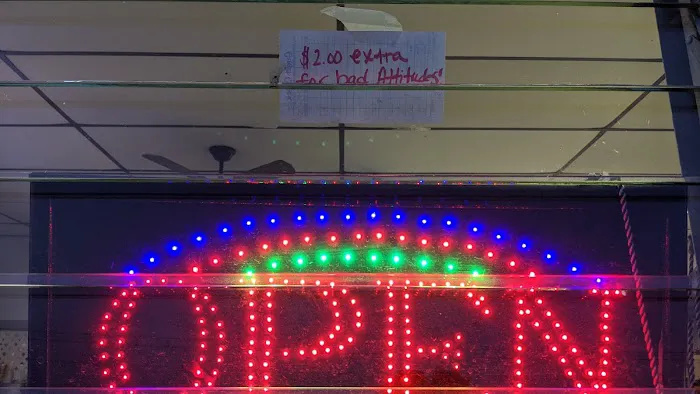 $2.00 extra
for bad Attitudes"
OPEN